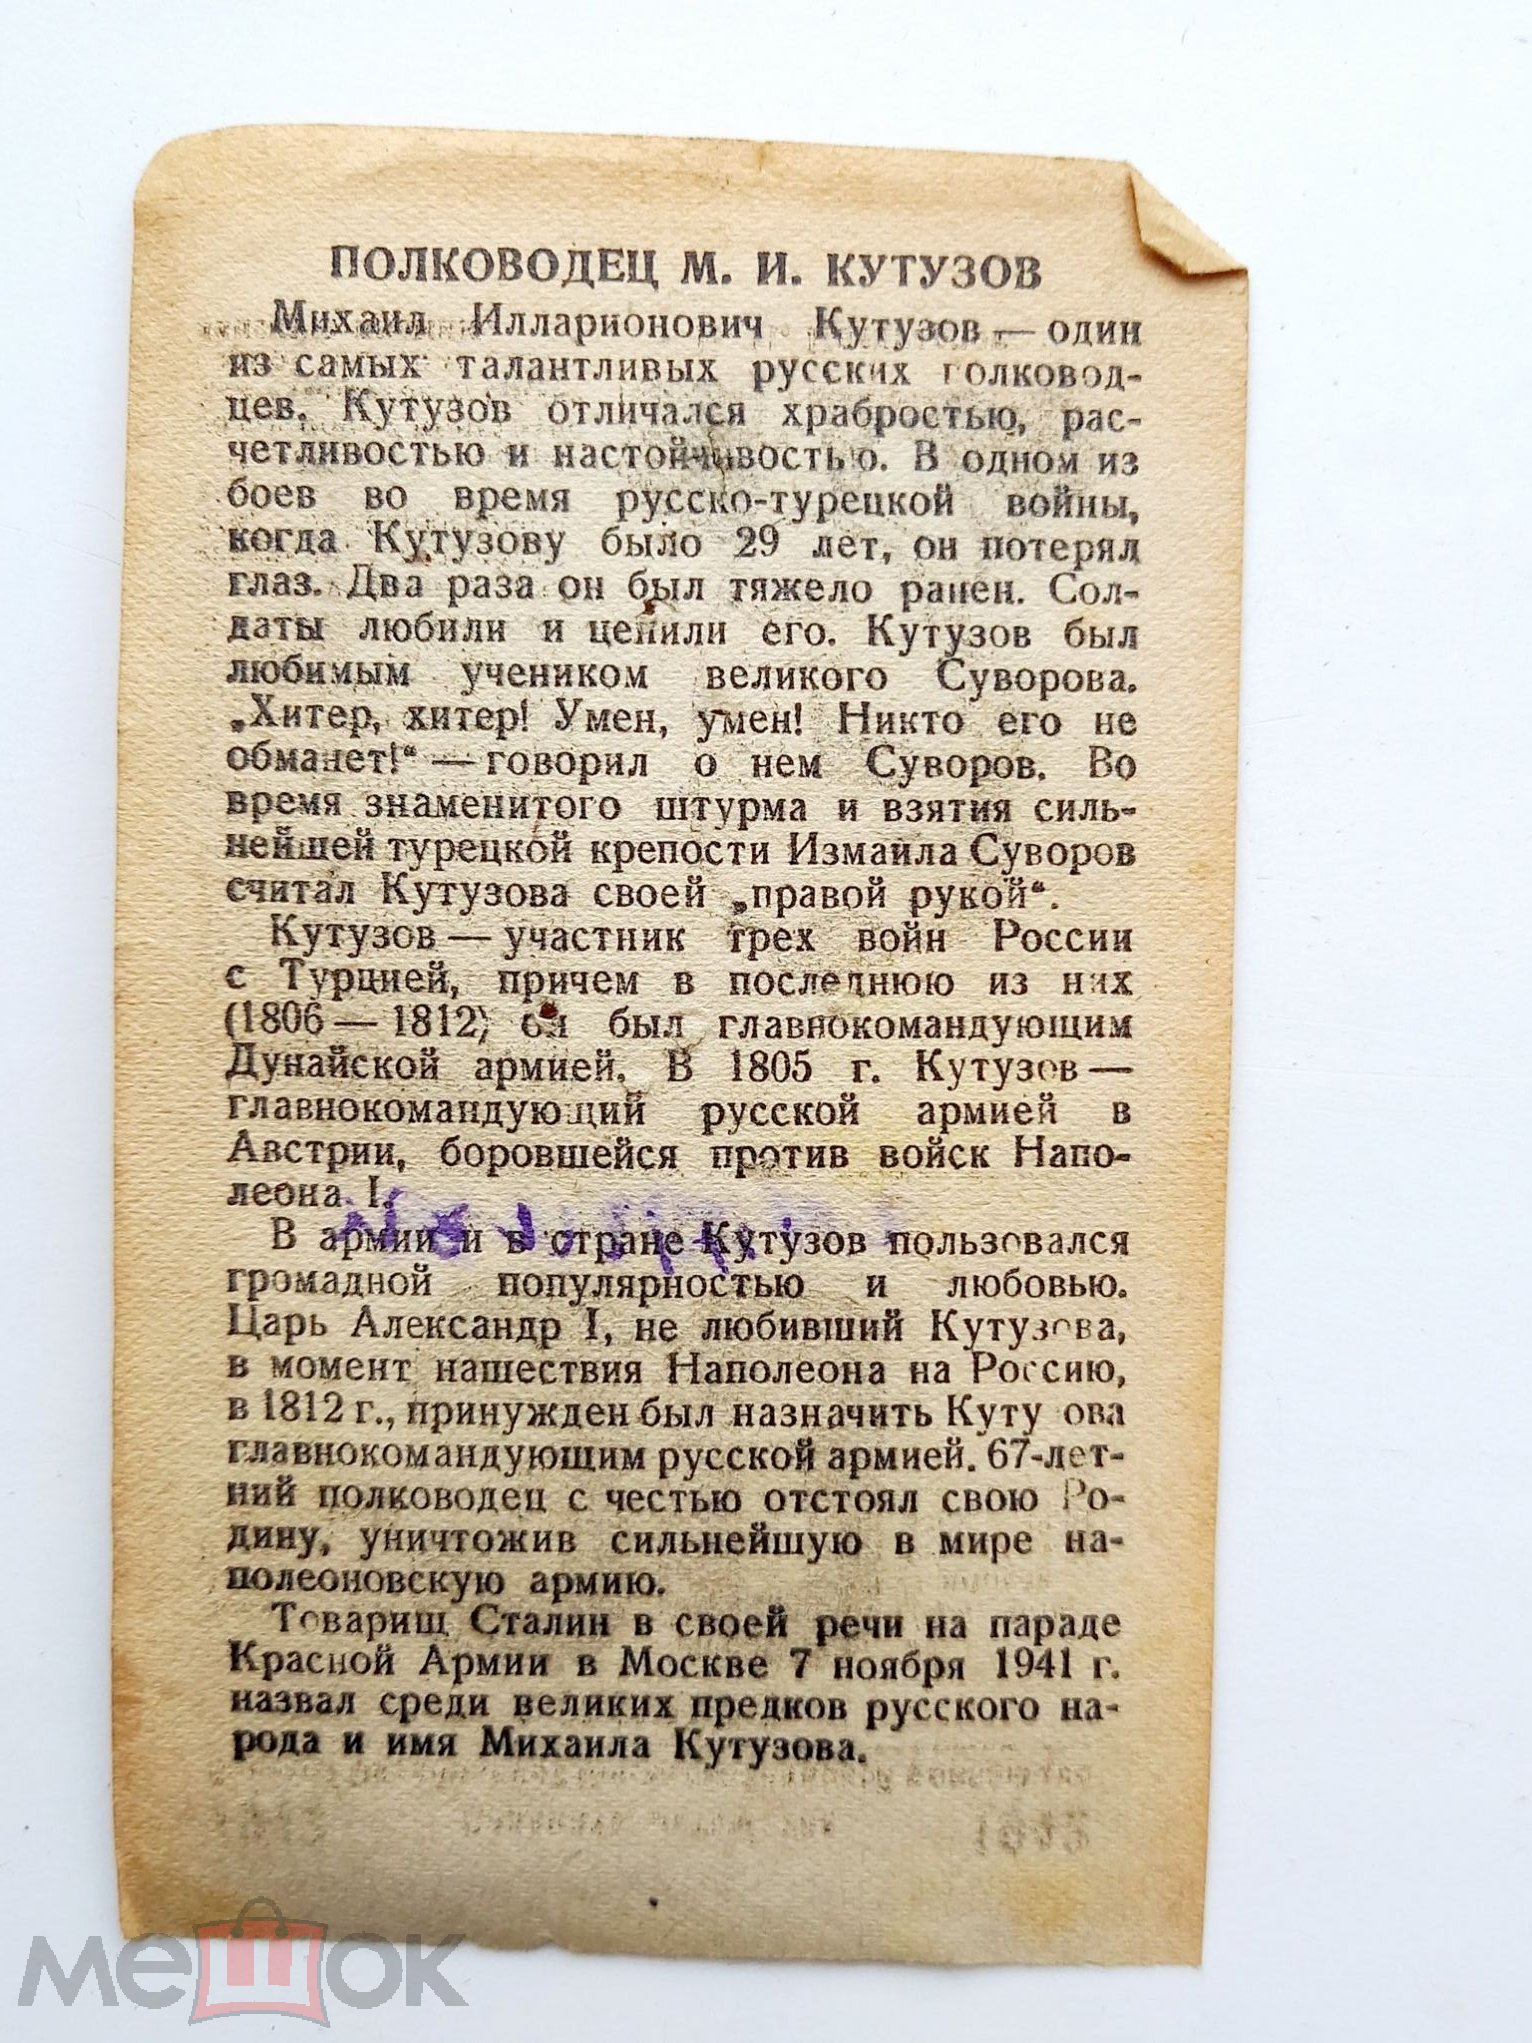 ПОЛКОВОДЕЦ М. И. КУТУЗОВ
Михаил Илларионович Кутузов — один
из самых талантливых русских полковод-
цев. Кутузов отличался храбростью, рас-
четливостью и настойчивостью. В одном из
боев во время русско-турецкой войны,
когда Кутузову было 29 лет, он потерял
глаз. Два раза он был тяжело ранен. Сол-
даты любили и ценили его. Кутузов был
любимым учеником великого Суворова.
„Хитер, хитер! Умен, умен! Никто его не
обманет!“ — говорил о нем Суворов. Во
время знаменитого штурма и взятия силь-
нейшей турецкой крепости Измаила Суворов
считал Кутузова своей „правой рукой“.
Кутузов — участник трех войн России
с Турцией, причем в последнюю из них
(1806 — 1812) он был главнокомандующим
Дунайской армией. В 1805 г. Кутузов —
главнокомандующий русской армией в
Австрии, боровшейся против войск Напо-
леона I.
В армии и в стране Кутузов пользовался
громадной популярностью и любовью.
Царь Александр I, не любивший Кутузова,
в момент нашествия Наполеона на Россию,
в 1812 г., принужден был назначить Кутузова
главнокомандующим русской армией. 67-лет-
ний полководец с честью отстоял свою Ро-
дину, уничтожив сильнейшую в мире на-
полеоновскую армию.
Товарищ Сталин в своей речи на параде
Красной Армии в Москве 7 ноября 1941 г.
назвал среди великих предков русского на-
рода и имя Михаила Кутузова.
мешок